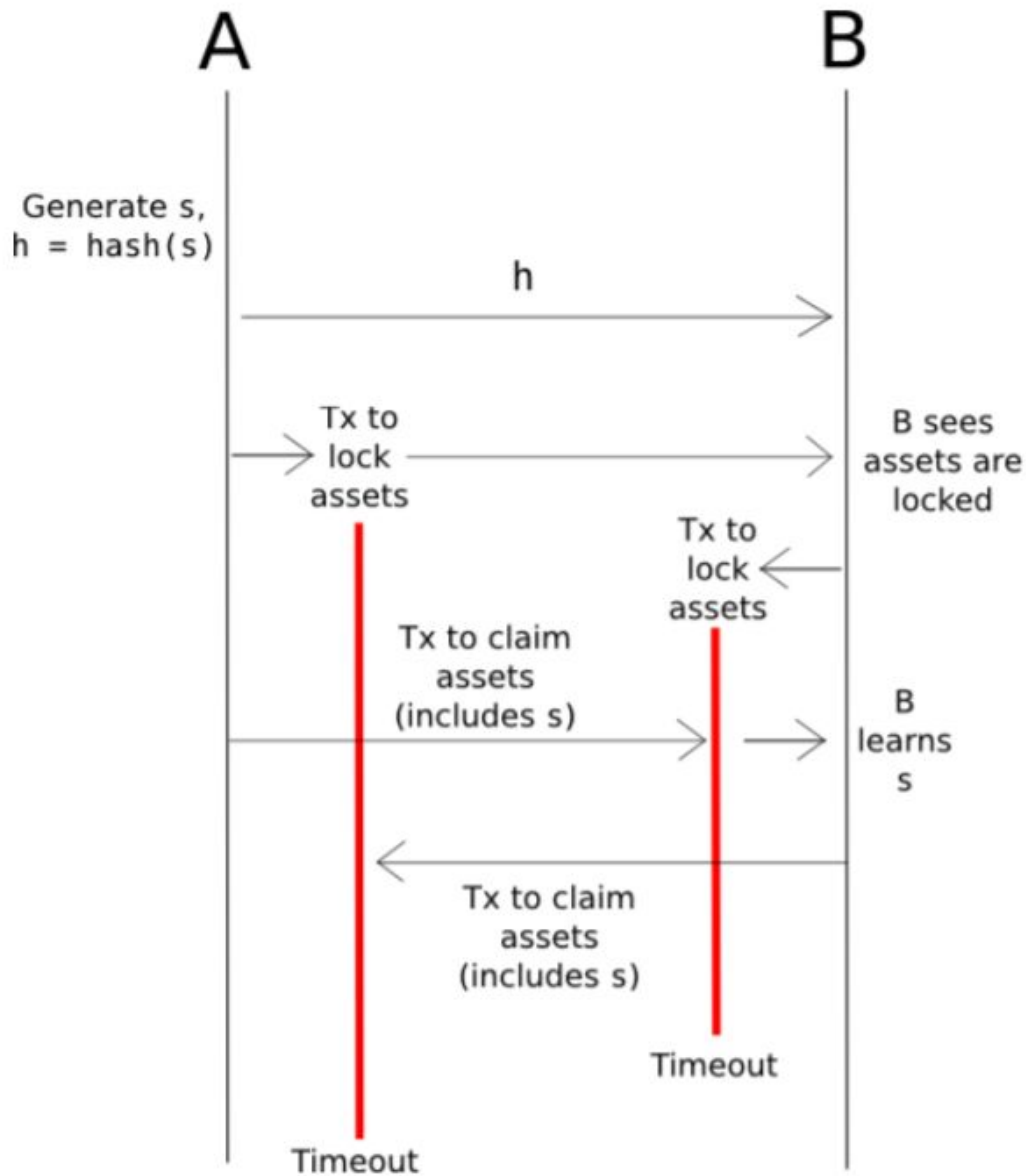 A
B
Generate s,
h = hash(s)
h
Tx to
lock
assets
B sees
assets are
locked
Tx to
lock
assets
Tx to claim
assets
(includes s)
B
learns
s
Tx to claim
assets
(includes s)
Timeout
Timeout